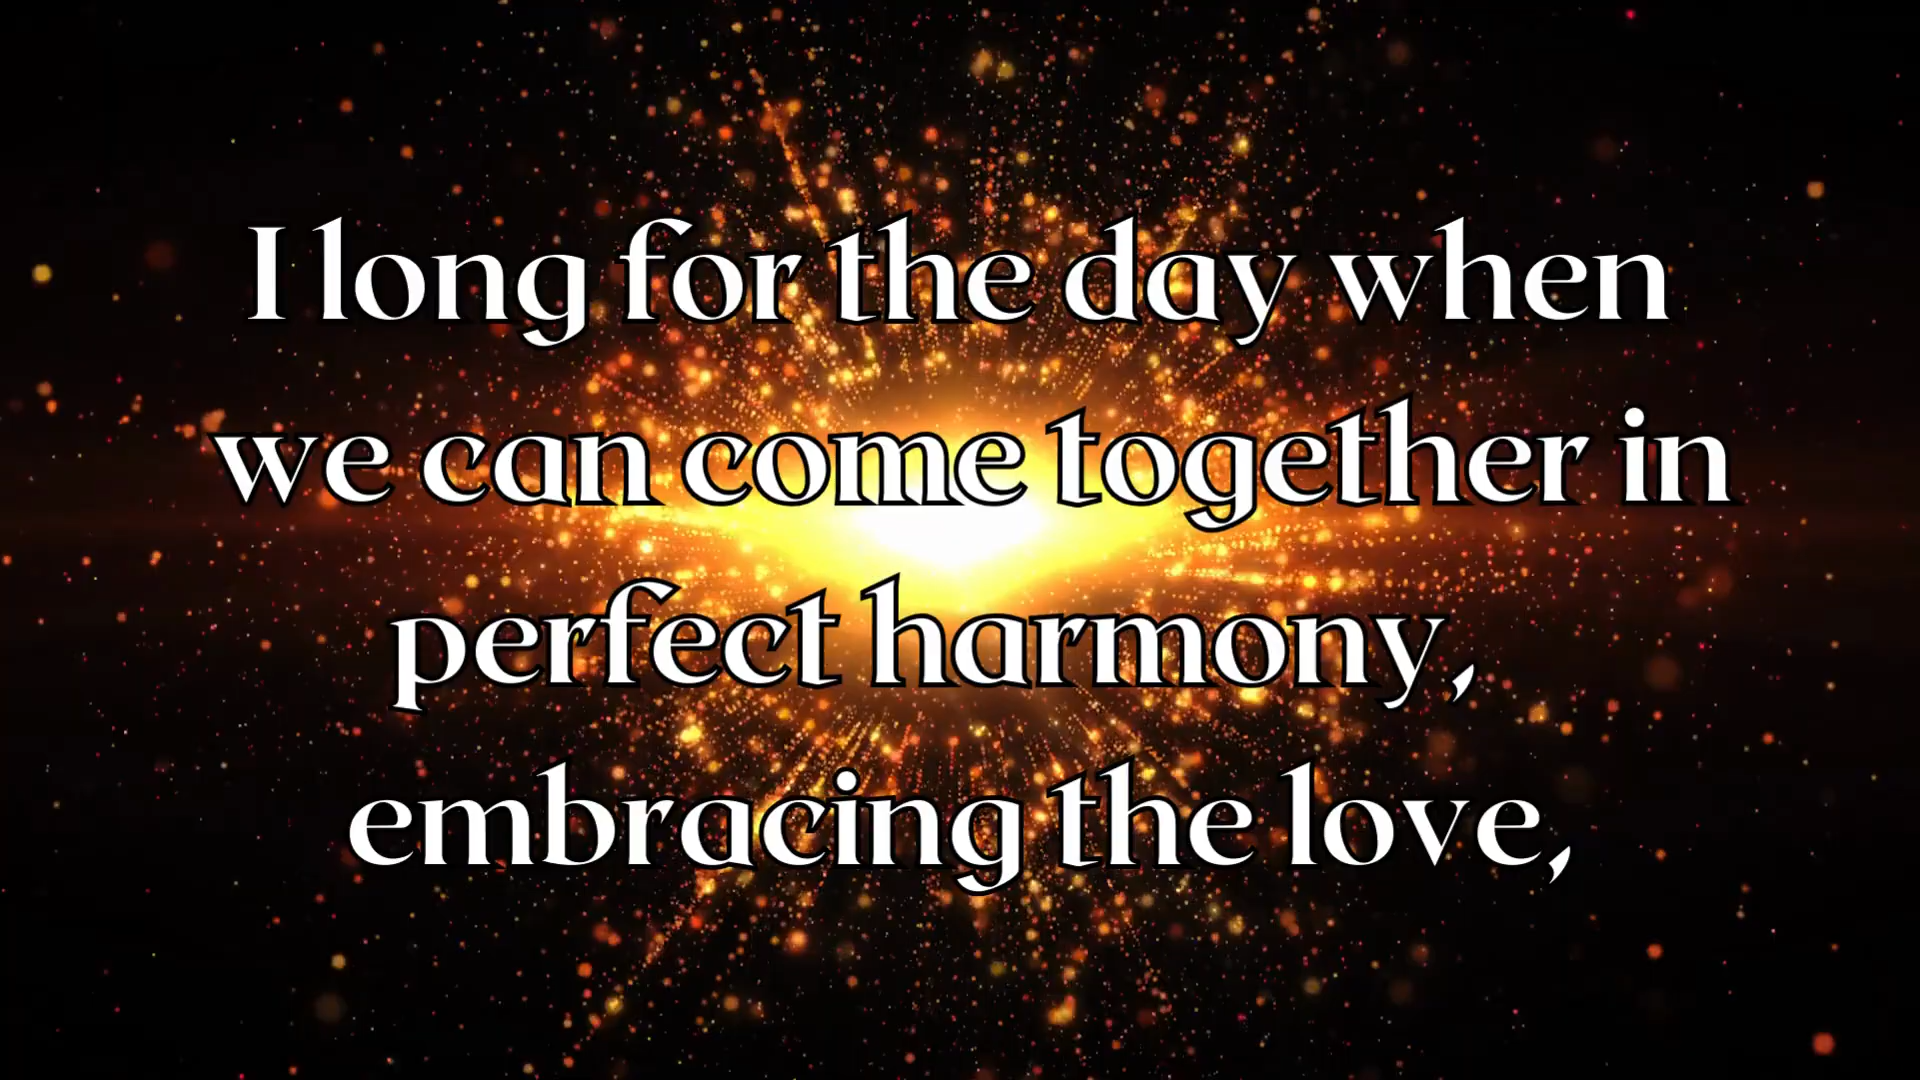 I long for the day when
we can come together in
perfect harmony,
embracing the love,